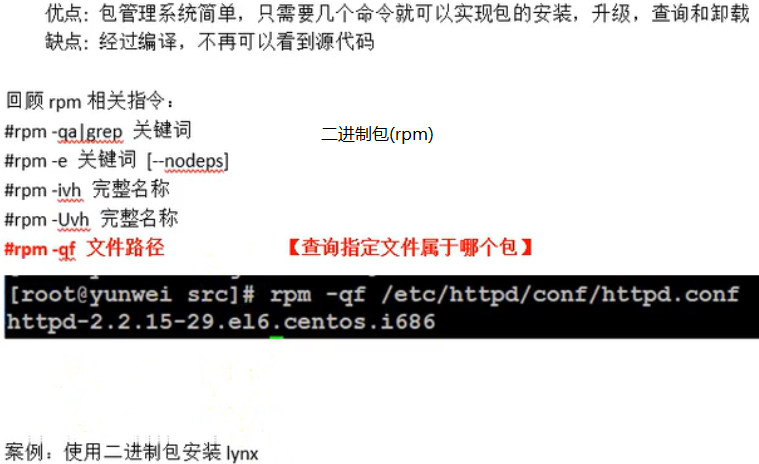 优点：包管理系统简单，只需要几个命令就可以实现包的安装，升级，查询和卸载
缺点：经过编译，不再可以看到源代码
回顾 rpm 相关指令：
#rpm -qa|grep 关键词
二进制包(rpm)
#rpm -e 关键词 [--nodeps]
#rpm -ivh 完整名称
#rpm -Uvh 完整名称
#rpm -qf 文件路径 【查询指定文件属于哪个包】
[root@yunwei src]# rpm -qf /etc/httpd/conf/httpd.conf
httpd-2.2.15-29.el6.centos.i686
案例：使用二进制包安装 lynx